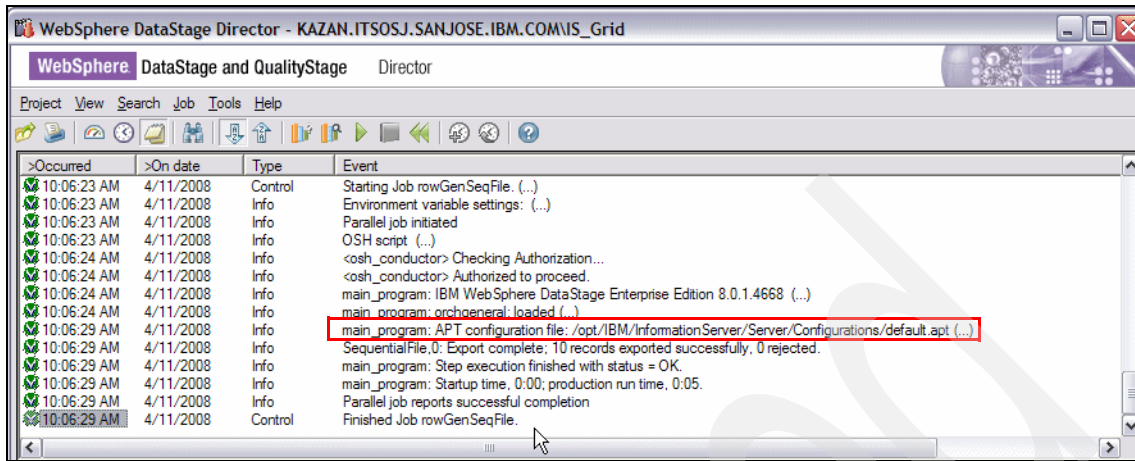 WebSphere DataStage Director - KAZAN.ITSOSJ.SANJOSE.IBM.COM\IS_Grid
WebSphere. DataStage and QualityStage Director
Project View Search Job Tools Help
>Occurred >On date Type Event
10:06:23 AM 4/11/2008 Control Starting Job rowGenSeqFile. (...)
10:06:23 AM 4/11/2008 Info Environment variable settings: (...)
10:06:23 AM 4/11/2008 Info Parallel job initiated
10:06:23 AM 4/11/2008 Info OSH script (...)
10:06:24 AM 4/11/2008 Info <osh_conductor> Checking Authorization...
10:06:24 AM 4/11/2008 Info <osh_conductor> Authorized to proceed.
10:06:24 AM 4/11/2008 Info main_program: IBM WebSphere DataStage Enterprise Edition 8.0.1.4668 (...)
10:06:24 AM 4/11/2008 Info main_program: orchgeneral: loaded (...)
10:06:29 AM 4/11/2008 Info main_program: APT configuration file: /opt/IBM/InformationServer/Server/Configurations/default.apt (...)
10:06:29 AM 4/11/2008 Info SequentialFile,0: Export complete; 10 records exported successfully, 0 rejected.
10:06:29 AM 4/11/2008 Info main_program: Step execution finished with status = OK.
10:06:29 AM 4/11/2008 Info main_program: Startup time, 0:00; production run time, 0:05.
10:06:29 AM 4/11/2008 Info Parallel job reports successful completion
10:06:29 AM 4/11/2008 Control Finished Job rowGenSeqFile.